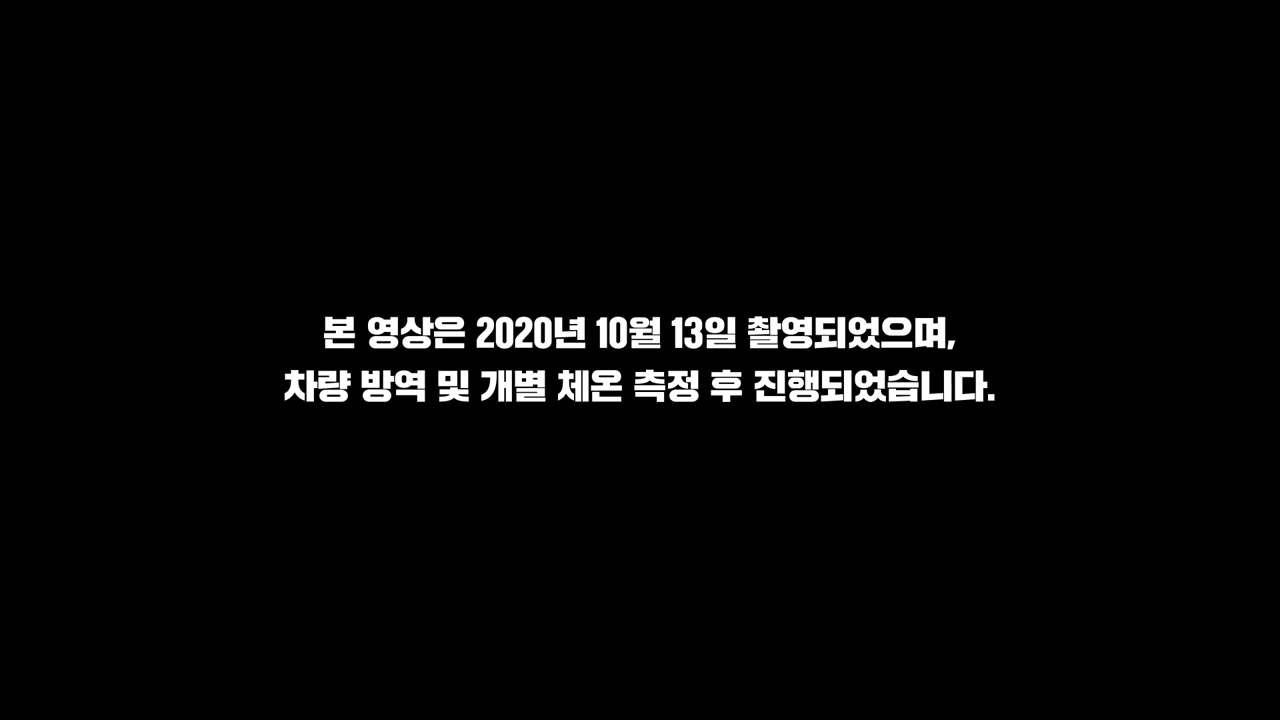 본 영상은 2020년 10월 13일 촬영되었으며,
차량 방역 및 개별 체온 측정 후 진행되었습니다.